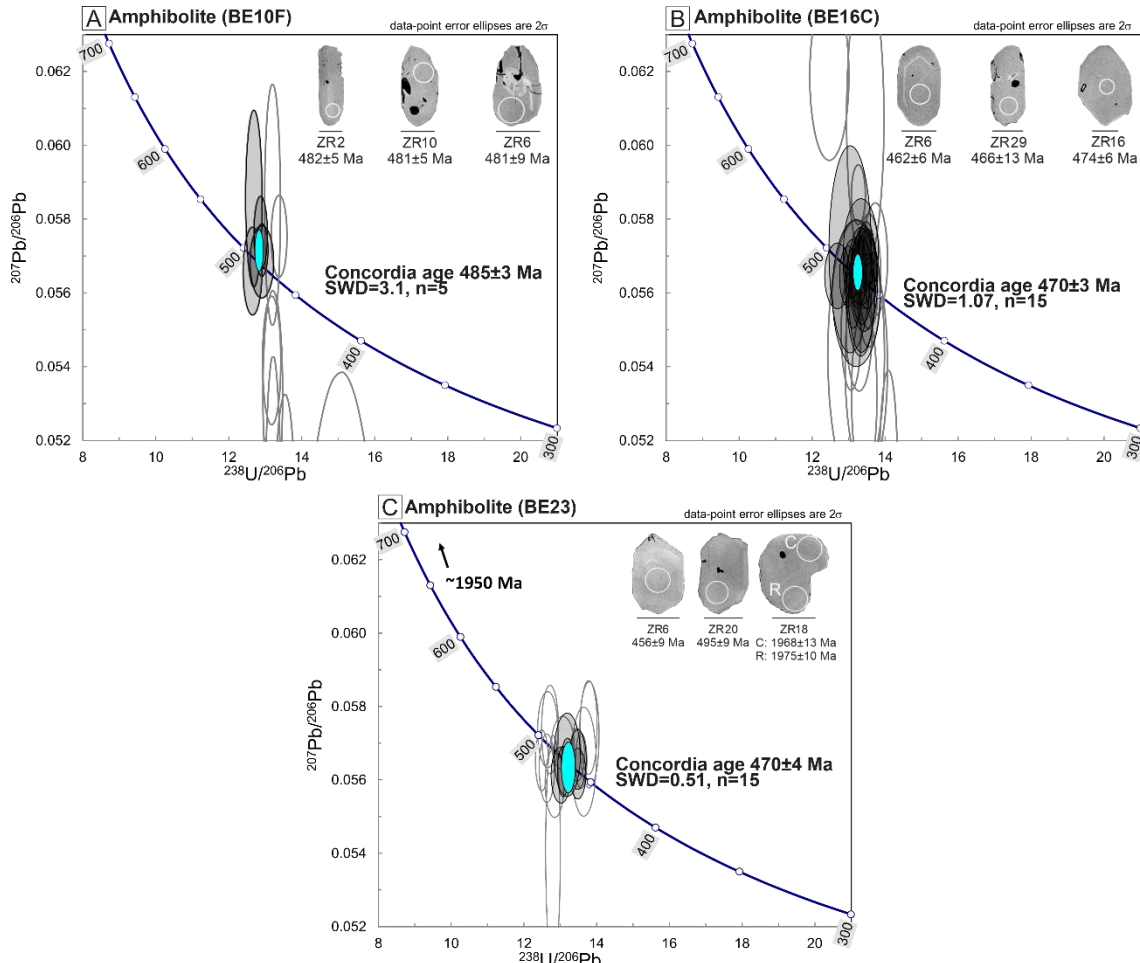 A Amphibolite (BE10F)
data-point error ellipses are 2σ
700
600
500
400
300
0.062
0.060
0.058
0.056
0.054
0.052
²⁰⁷Pb/²⁰⁶Pb
ZR2
482±5 Ma
ZR10
481±5 Ma
ZR6
481±9 Ma
Concordia age 485±3 Ma
SWD=3.1, n=5
8 10 12 14 16 18 20
²³⁸U/²⁰⁶Pb
B Amphibolite (BE16C)
data-point error ellipses are 2σ
700
600
500
400
300
0.062
0.060
0.058
0.056
0.054
0.052
²⁰⁷Pb/²⁰⁶Pb
ZR6
462±6 Ma
ZR29
466±13 Ma
ZR16
474±6 Ma
Concordia age 470±3 Ma
SWD=1.07, n=15
8 10 12 14 16 18 20
²³⁸U/²⁰⁶Pb
C Amphibolite (BE23)
data-point error ellipses are 2σ
700
600
500
400
300
~1950 Ma
0.062
0.060
0.058
0.056
0.054
0.052
²⁰⁷Pb/²⁰⁶Pb
C
R
ZR6
456±9 Ma
ZR20
495±9 Ma
ZR18
C: 1968±13 Ma
R: 1975±10 Ma
Concordia age 470±4 Ma
SWD=0.51, n=15
8 10 12 14 16 18 20
²³⁸U/²⁰⁶Pb